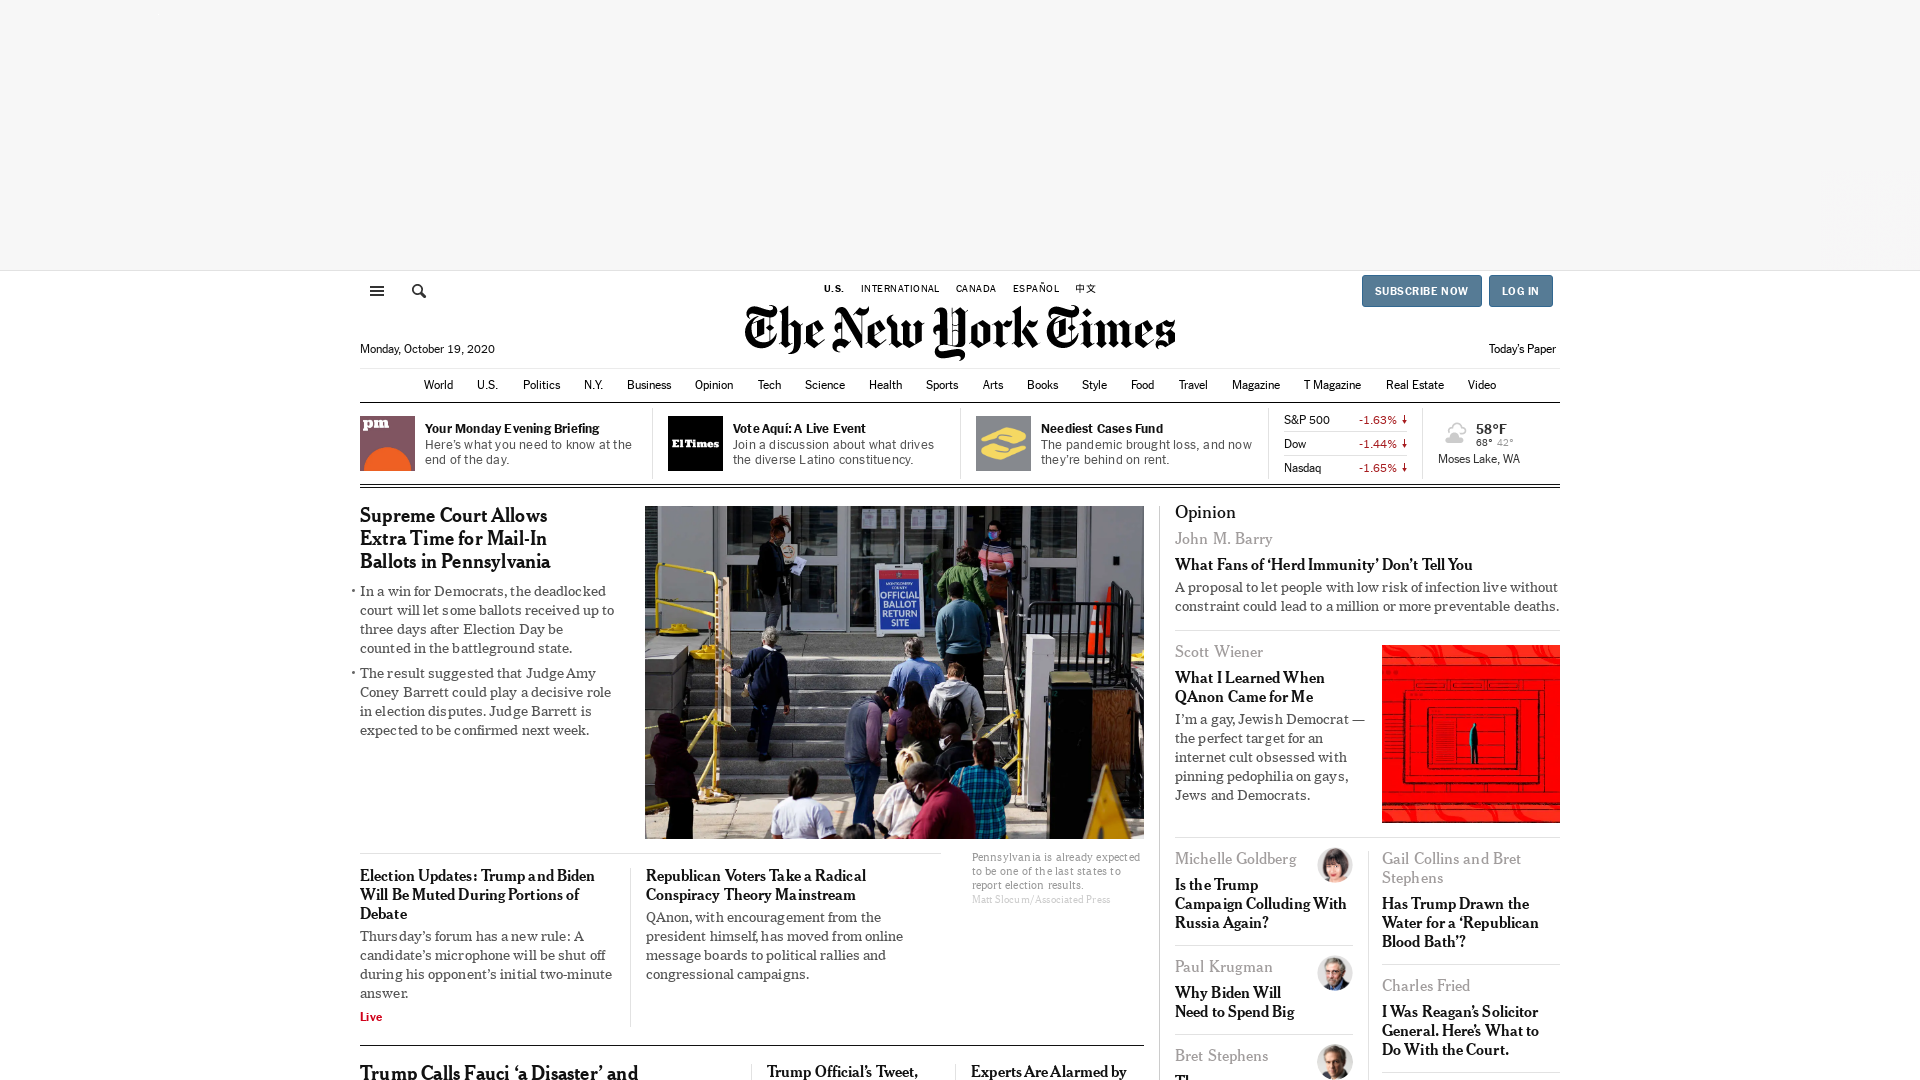 U.S. INTERNATIONAL CANADA ESPAÑOL 中文
SUBSCRIBE NOW LOG IN
The New York Times
Monday, October 19, 2020
Today's Paper
World U.S. Politics N.Y. Business Opinion Tech Science Health Sports Arts Books Style Food Travel Magazine T Magazine Real Estate Video
pm
Your Monday Evening Briefing
Here's what you need to know at the
end of the day.
El Times
Vote Aquí: A Live Event
Join a discussion about what drives
the diverse Latino constituency.
Neediest Cases Fund
The pandemic brought loss, and now
they're behind on rent.
S&P 500 -1.63% ↓
Dow -1.44% ↓
Nasdaq -1.65% ↓
58°F
68° 42°
Moses Lake, WA
Supreme Court Allows
Extra Time for Mail-In
Ballots in Pennsylvania
• In a win for Democrats, the deadlocked
court will let some ballots received up to
three days after Election Day be
counted in the battleground state.
• The result suggested that Judge Amy
Coney Barrett could play a decisive role
in election disputes. Judge Barrett is
expected to be confirmed next week.
MONTGOMERY
COUNTY
OFFICIAL
BALLOT
RETURN
SITE
Pennsylvania is already expected
to be one of the last states to
report election results.
Matt Slocum/Associated Press
Election Updates: Trump and Biden
Will Be Muted During Portions of
Debate
Thursday's forum has a new rule: A
candidate's microphone will be shut off
during his opponent's initial two-minute
answer.
Live
Republican Voters Take a Radical
Conspiracy Theory Mainstream
QAnon, with encouragement from the
president himself, has moved from online
message boards to political rallies and
congressional campaigns.
Trump Calls Fauci 'a Disaster' and
Trump Official's Tweet,
Experts Are Alarmed by
Opinion
John M. Barry
What Fans of 'Herd Immunity' Don't Tell You
A proposal to let people with low risk of infection live without
constraint could lead to a million or more preventable deaths.
Scott Wiener
What I Learned When
QAnon Came for Me
I'm a gay, Jewish Democrat —
the perfect target for an
internet cult obsessed with
pinning pedophilia on gays,
Jews and Democrats.
Michelle Goldberg
Is the Trump
Campaign Colluding With
Russia Again?
Paul Krugman
Why Biden Will
Need to Spend Big
Bret Stephens
Gail Collins and Bret
Stephens
Has Trump Drawn the
Water for a 'Republican
Blood Bath'?
Charles Fried
I Was Reagan's Solicitor
General. Here's What to
Do With the Court.